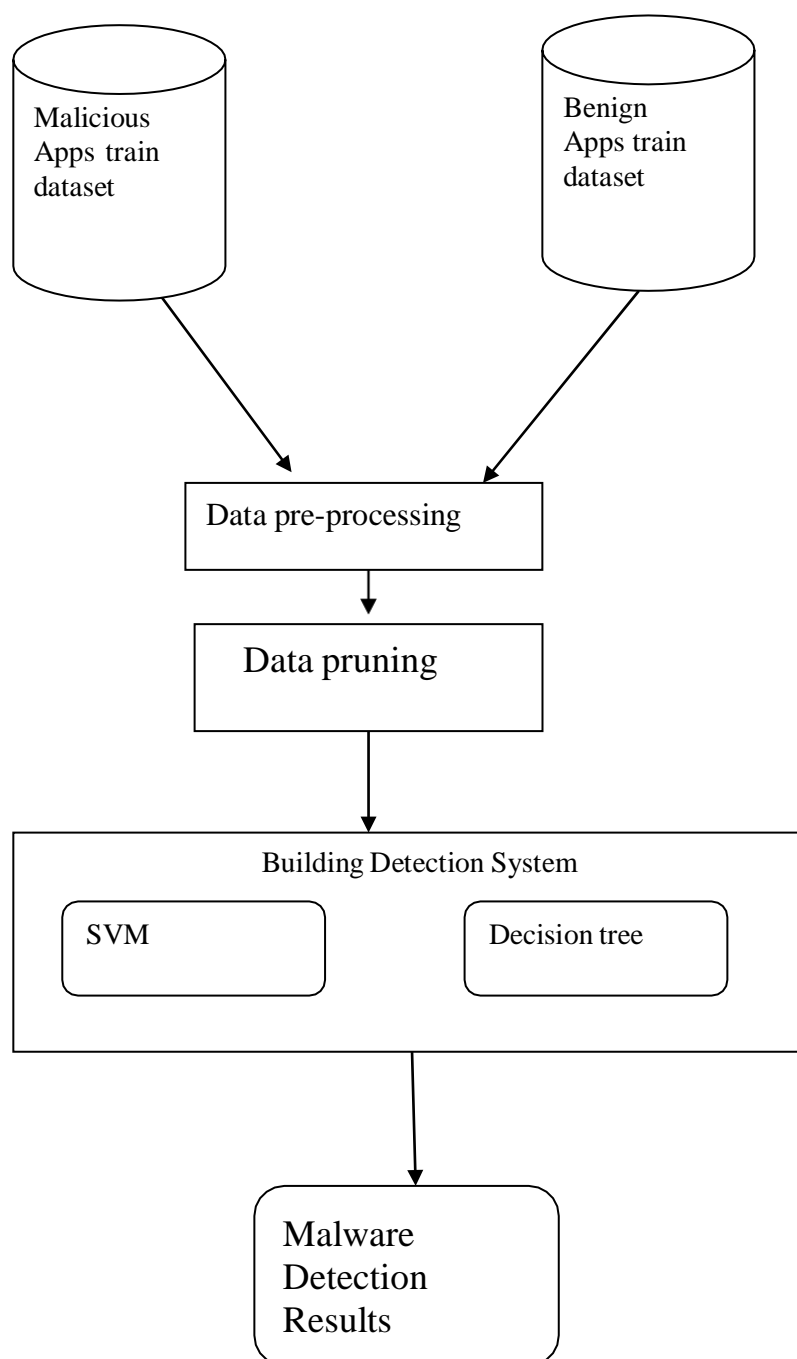 Malicious
Apps train
dataset
Benign
Apps train
dataset
Data pre-processing
Data pruning
Building Detection System
SVM
Decision tree
Malware
Detection
Results